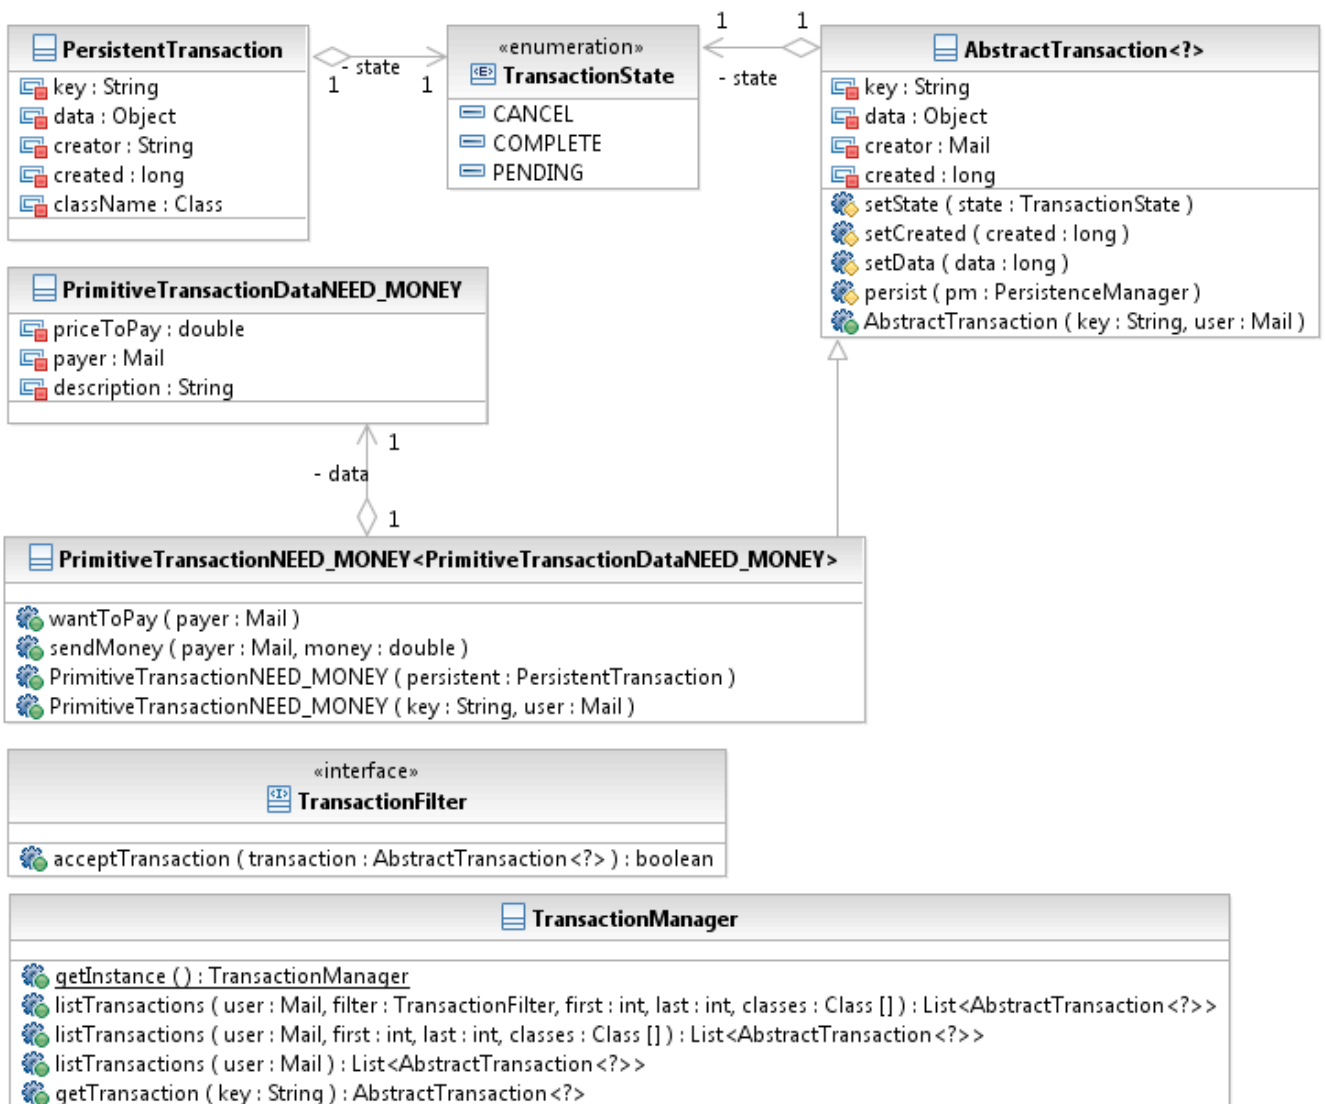 PersistentTransaction
key : String
data : Object
creator : String
created : long
className : Class
- state
1
1
«enumeration»
TransactionState
CANCEL
COMPLETE
PENDING
1
1
- state
AbstractTransaction<?>
key : String
data : Object
creator : Mail
created : long
setState ( state : TransactionState )
setCreated ( created : long )
setData ( data : long )
persist ( pm : PersistenceManager )
AbstractTransaction ( key : String, user : Mail )
PrimitiveTransactionDataNEED_MONEY
priceToPay : double
payer : Mail
description : String
1
- data
1
PrimitiveTransactionNEED_MONEY<PrimitiveTransactionDataNEED_MONEY>
wantToPay ( payer : Mail )
sendMoney ( payer : Mail, money : double )
PrimitiveTransactionNEED_MONEY ( persistent : PersistentTransaction )
PrimitiveTransactionNEED_MONEY ( key : String, user : Mail )
«interface»
TransactionFilter
acceptTransaction ( transaction : AbstractTransaction<?> ) : boolean
TransactionManager
getInstance ( ) : TransactionManager
listTransactions ( user : Mail, filter : TransactionFilter, first : int, last : int, classes : Class [] ) : List<AbstractTransaction<?>>
listTransactions ( user : Mail, first : int, last : int, classes : Class [] ) : List<AbstractTransaction<?>>
listTransactions ( user : Mail ) : List<AbstractTransaction<?>>
getTransaction ( key : String ) : AbstractTransaction<?>